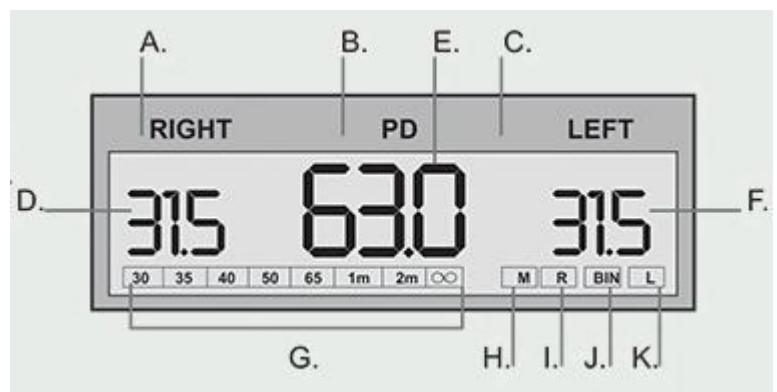 A. B. E. C.
RIGHT PD LEFT
D. 31.5 63.0 31.5 F.
30 35 40 50 65 1m 2m ∞ M R BIN L
G. H. I. J. K.